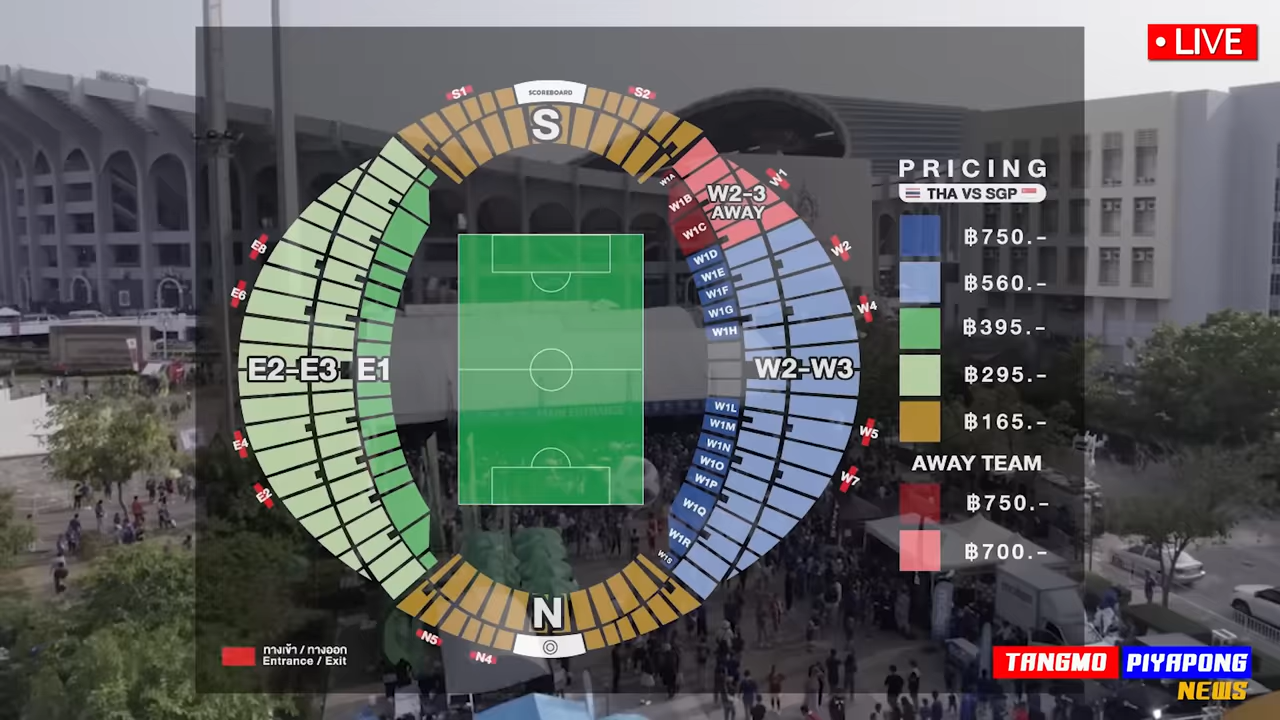 LIVE
SCOREBOARD
S1
S2
S
W1
W1A
W1B
W1C
W2-3
AWAY
W1D
W1E
W1F
W1G
W1H
W2
W4
E8
E6
E2-E3
E1
W2-W3
W1L
W1M
W1N
W1O
W1P
W1Q
W1R
W1S
E4
E2
W5
W7
N
N5
N4
PRICING
THA VS SGP
฿750.-
฿560.-
฿395.-
฿295.-
฿165.-
AWAY TEAM
฿750.-
฿700.-
ทางเข้า / ทางออก
Entrance / Exit
TANGMO PIYAPONG
NEWS